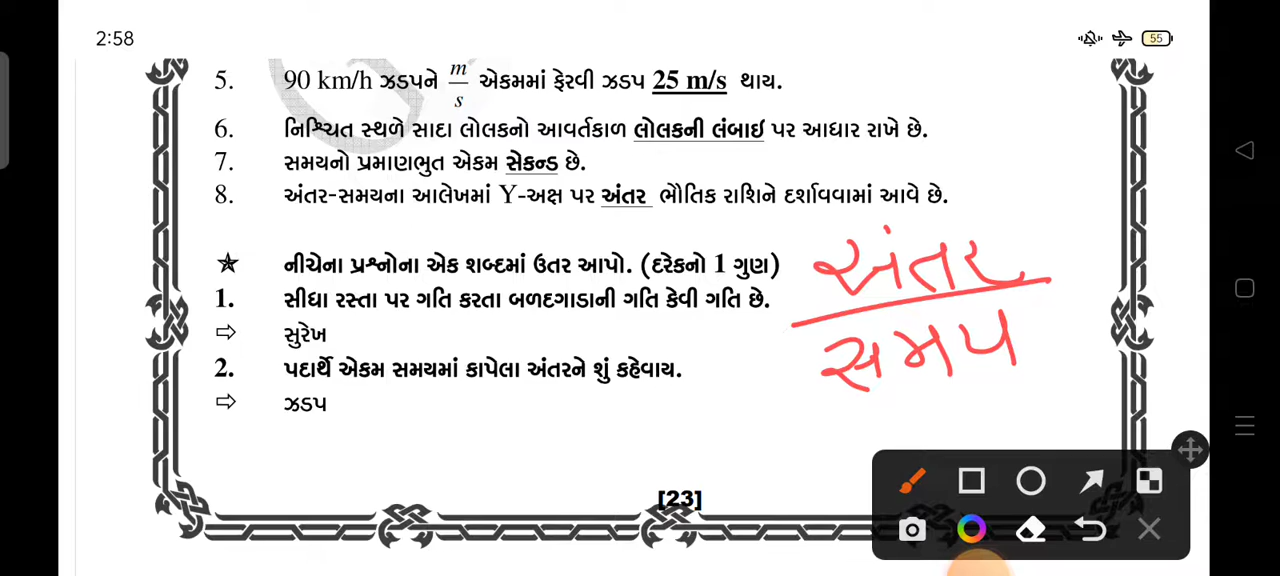 2:58
55
5. 90 km/h ઝડપને m/s એકમમાં ફેરવી ઝડપ 25 m/s થાય.
6. નિશ્ચિત સ્થળે સાદા લોલકનો આવર્તકાળ લોલકની લંબાઇ પર આધાર રાખે છે.
7. સમયનો પ્રમાણભુત એકમ સેકન્ડ છે.
8. અંતર-સમયના આલેખમાં Y-અક્ષ પર અંતર ભૌતિક રાશિને દર્શાવવામાં આવે છે.
★ નીચેના પ્રશ્નોના એક શબ્દમાં ઉતર આપો. (દરેકનો 1 ગુણ)
અંતર
1. સીધા રસ્તા પર ગતિ કરતા બળદગાડાની ગતિ કેવી ગતિ છે.
⇨ સુરેખ
સમય
2. પદાર્થે એકમ સમયમાં કાપેલા અંતરને શું કહેવાય.
⇨ ઝડપ
[23]